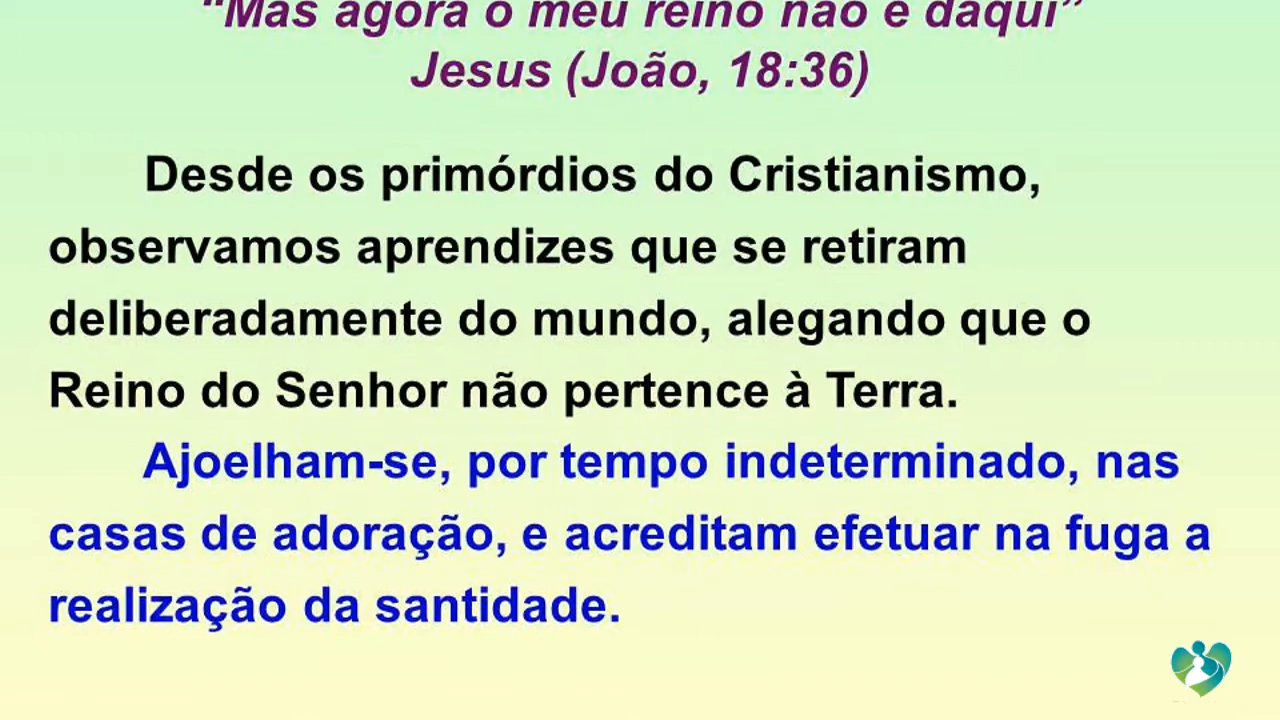 “Mas agora o meu reino não é daqui”
Jesus (João, 18:36)
Desde os primórdios do Cristianismo,
observamos aprendizes que se retiram
deliberadamente do mundo, alegando que o
Reino do Senhor não pertence à Terra.
Ajoelham-se, por tempo indeterminado, nas
casas de adoração, e acreditam efetuar na fuga a
realização da santidade.